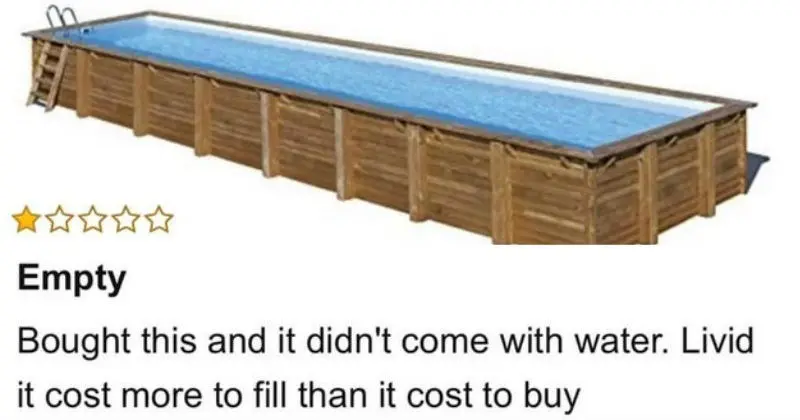 Empty
Bought this and it didn't come with water. Livid
it cost more to fill than it cost to buy